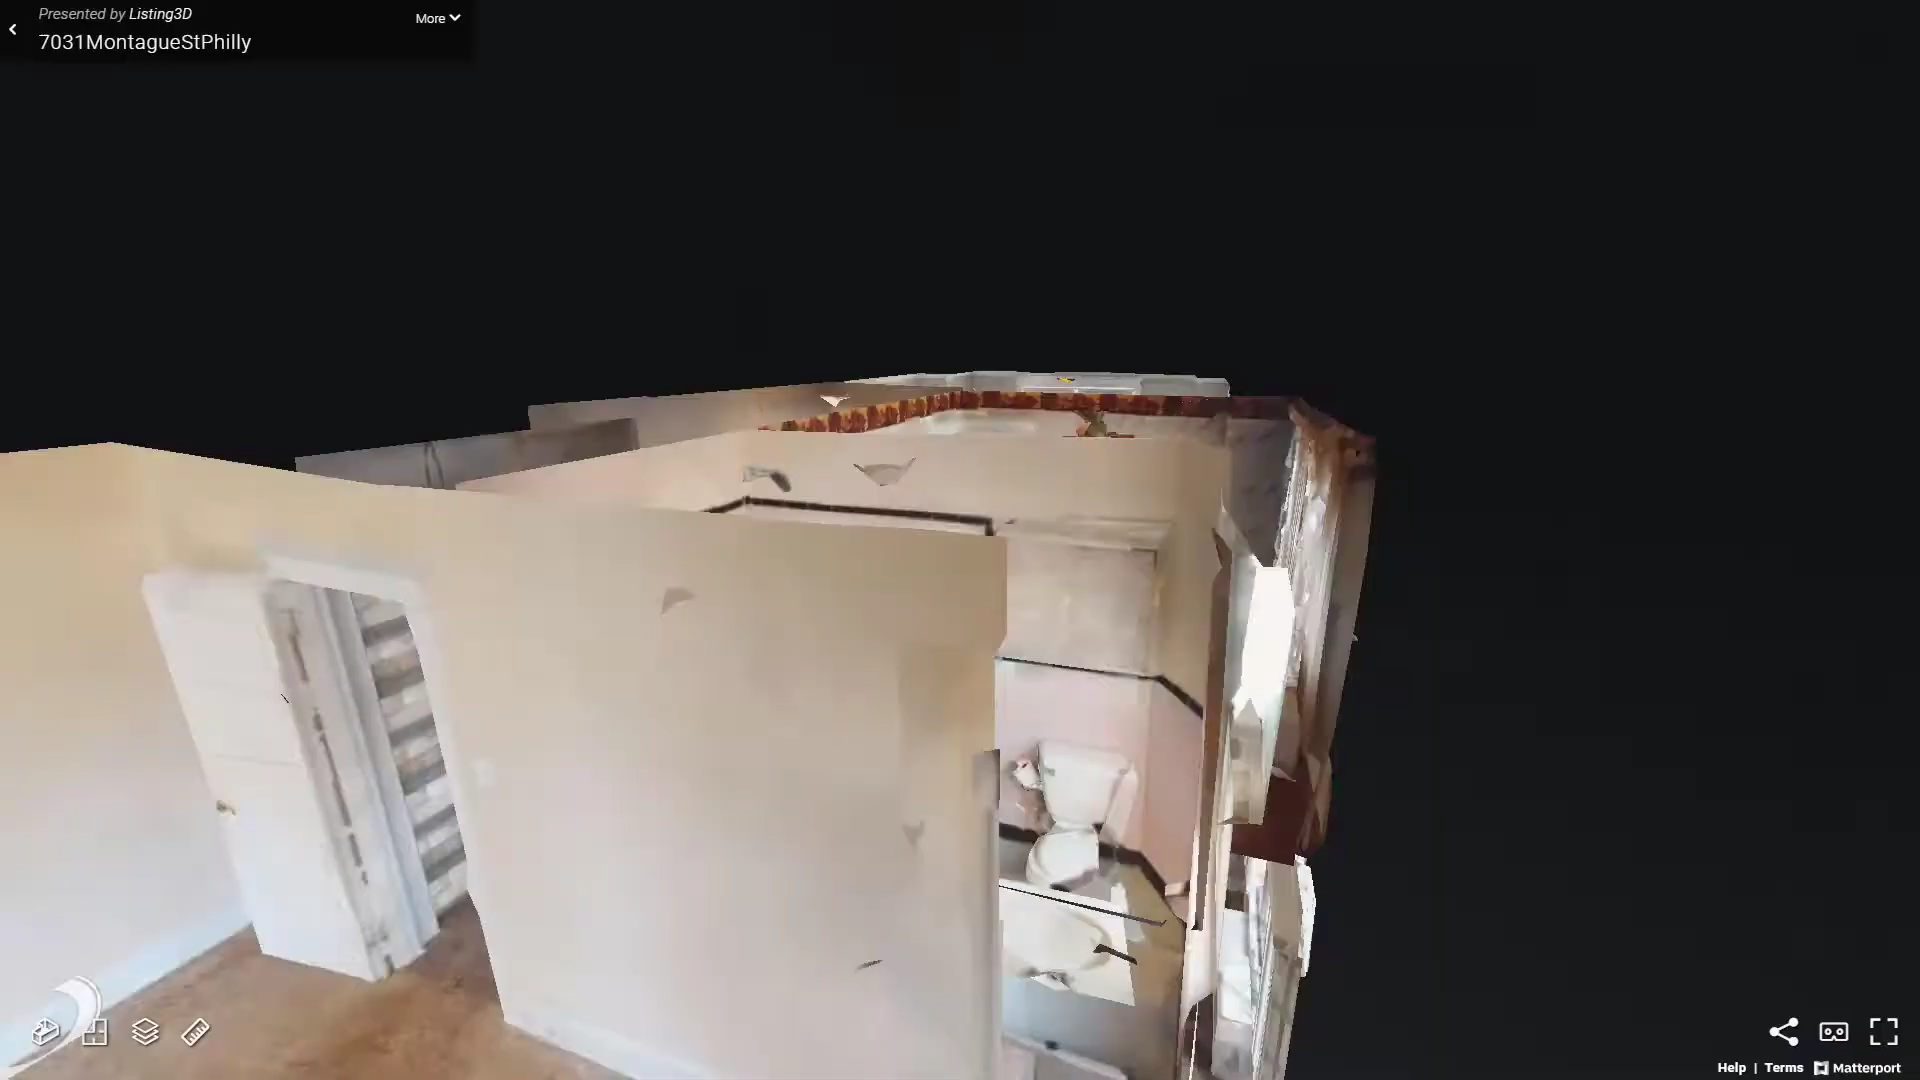 Presented by Listing3D
More
7031MontagueStPhilly
Help | Terms Matterport